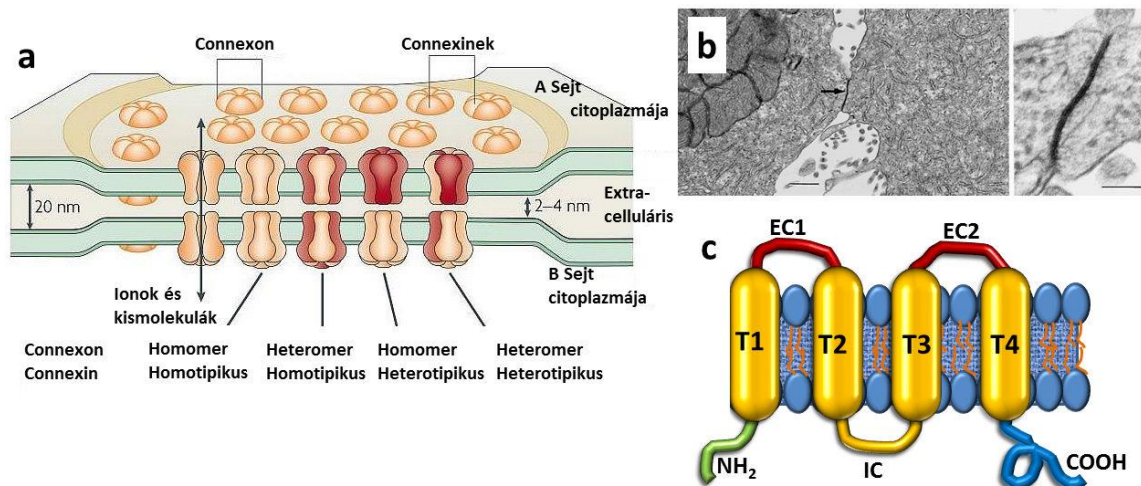 a
Connexon
Connexinek
A Sejt
citoplazmája
20 nm
2–4 nm
Extra-
celluláris
B Sejt
citoplazmája
Ionok és
kismolekulák
Connexon
Connexin
Homomer
Homotipikus
Heteromer
Homotipikus
Homomer
Heterotipikus
Heteromer
Heterotipikus
b
c
EC1
EC2
T1
T2
T3
T4
NH₂
IC
COOH